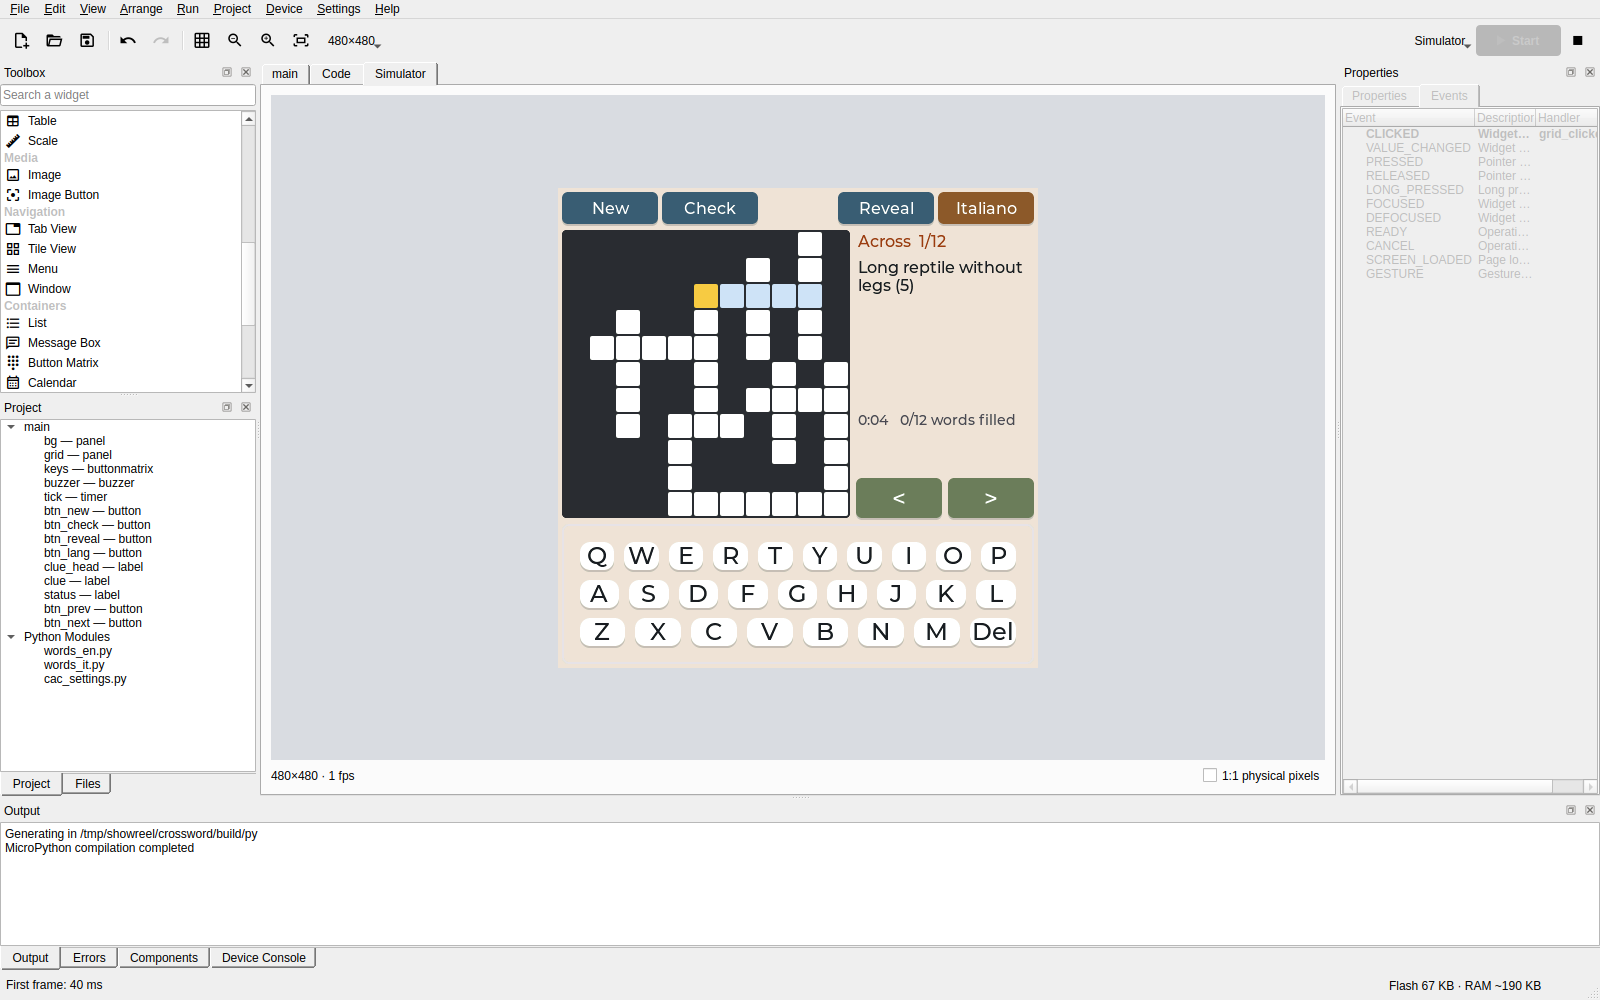 File Edit View Arrange Run Project Device Settings Help
480×480
Simulator Start
Toolbox
Search a widget
Table
Scale
Media
Image
Image Button
Navigation
Tab View
Tile View
Menu
Window
Containers
List
Message Box
Button Matrix
Calendar
Project
main
bg — panel
grid — panel
keys — buttonmatrix
buzzer — buzzer
tick — timer
btn_new — button
btn_check — button
btn_reveal — button
btn_lang — button
clue_head — label
clue — label
status — label
btn_prev — button
btn_next — button
Python Modules
words_en.py
words_it.py
cac_settings.py
Project Files
main Code Simulator
New Check Reveal Italiano
Across 1/12
Long reptile without
legs (5)
0:04 0/12 words filled
< >
Q W E R T Y U I O P
A S D F G H J K L
Z X C V B N M Del
480×480 · 1 fps
1:1 physical pixels
Properties
Properties Events
Event Description Handler
CLICKED Widget… grid_clicke
VALUE_CHANGED Widget …
PRESSED Pointer …
RELEASED Pointer …
LONG_PRESSED Long pr…
FOCUSED Widget …
DEFOCUSED Widget …
READY Operati…
CANCEL Operati…
SCREEN_LOADED Page lo…
GESTURE Gesture…
Output
Generating in /tmp/showreel/crossword/build/py
MicroPython compilation completed
Output Errors Components Device Console
First frame: 40 ms
Flash 67 KB · RAM ~190 KB